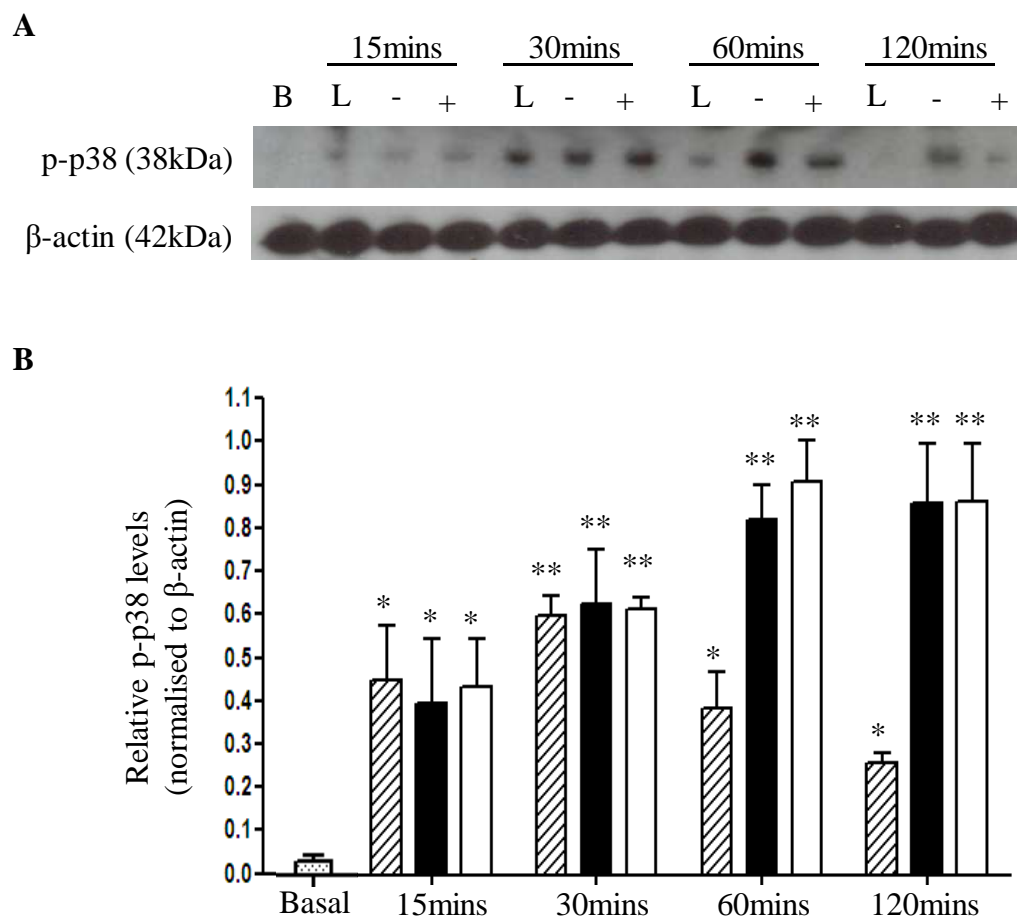 A
15mins 30mins 60mins 120mins
B L - + L - + L - + L - +
p-p38 (38kDa)
β-actin (42kDa)
B
Relative p-p38 levels
(normalised to β-actin)
1.1
1.0
0.9
0.8
0.7
0.6
0.5
0.4
0.3
0.2
0.1
0.0
* * *
** ** **
* ** **
* ** **
Basal 15mins 30mins 60mins 120mins